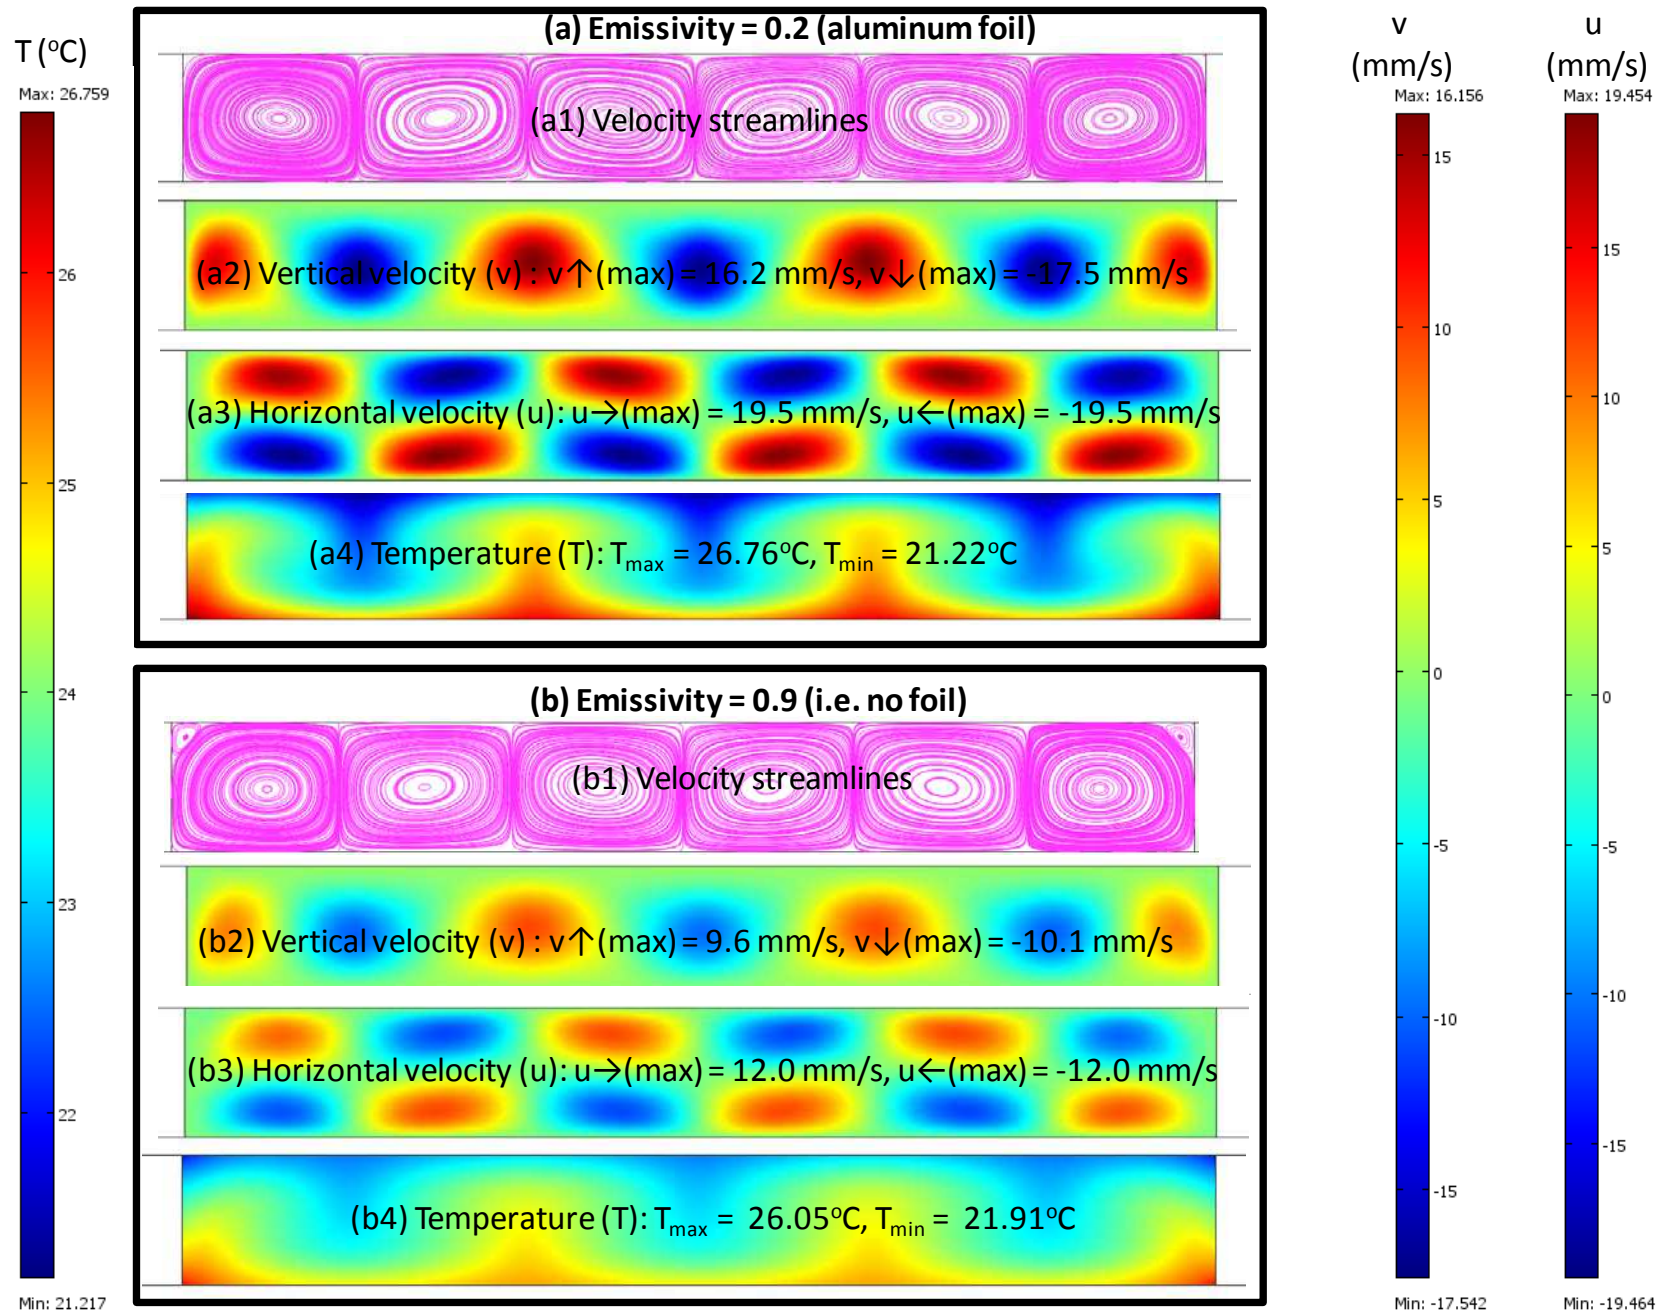 T (°C)
Max: 26.759
26
25
24
23
22
Min: 21.217
(a) Emissivity = 0.2 (aluminum foil)
(a1) Velocity streamlines
(a2) Vertical velocity (v) : v↑(max) = 16.2 mm/s, v↓(max) = -17.5 mm/s
(a3) Horizontal velocity (u): u→(max) = 19.5 mm/s, u←(max) = -19.5 mm/s
(a4) Temperature (T): Tmax = 26.76°C, Tmin = 21.22°C
(b) Emissivity = 0.9 (i.e. no foil)
(b1) Velocity streamlines
(b2) Vertical velocity (v) : v↑(max) = 9.6 mm/s, v↓(max) = -10.1 mm/s
(b3) Horizontal velocity (u): u→(max) = 12.0 mm/s, u←(max) = -12.0 mm/s
(b4) Temperature (T): Tmax = 26.05°C, Tmin = 21.91°C
v
(mm/s)
Max: 16.156
15
10
5
0
-5
-10
-15
Min: -17.542
u
(mm/s)
Max: 19.454
15
10
5
0
-5
-10
-15
Min: -19.464